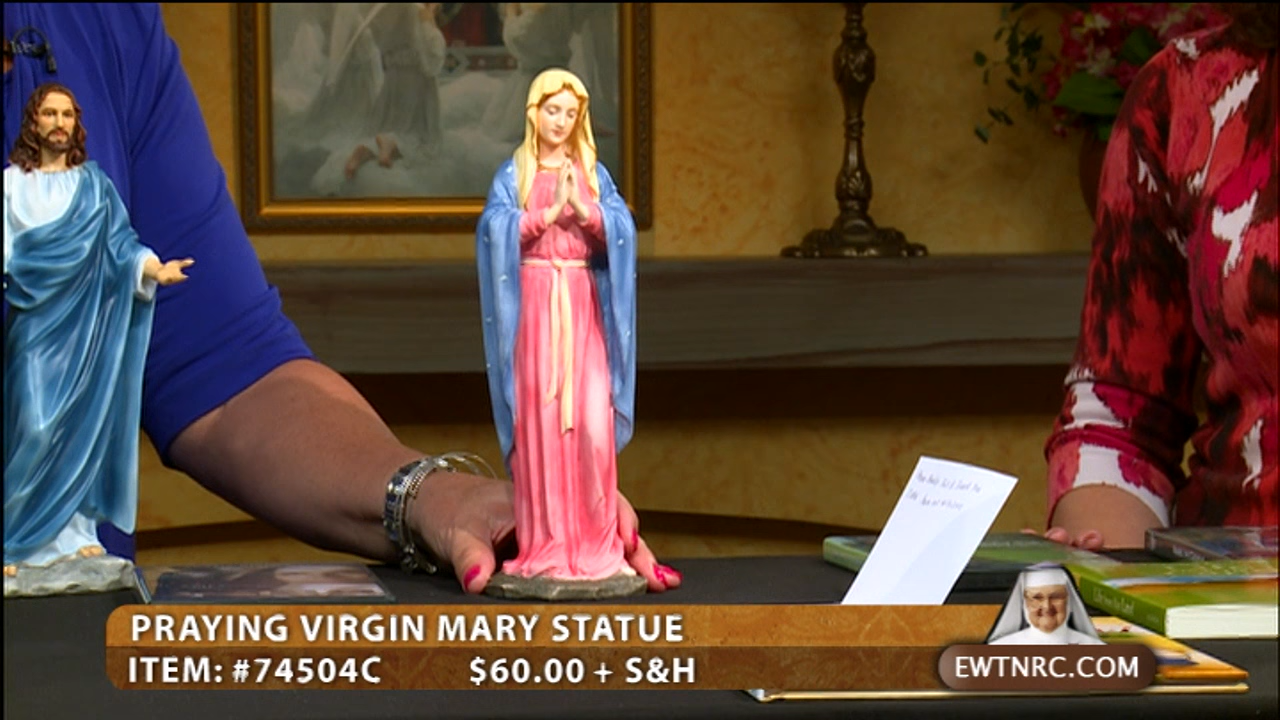 PRAYING VIRGIN MARY STATUE
ITEM: #74504C $60.00 + S&H
EWTNRC.COM